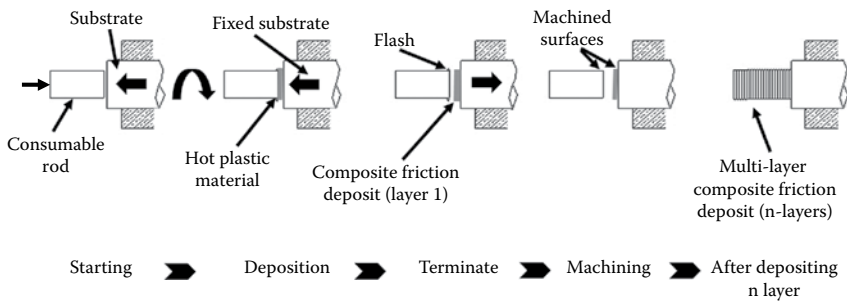 Substrate
Fixed substrate
Flash
Machined
surfaces
Consumable
rod
Hot plastic
material
Composite friction
deposit (layer 1)
Multi-layer
composite friction
deposit (n-layers)
Starting
Deposition
Terminate
Machining
After depositing
n layer